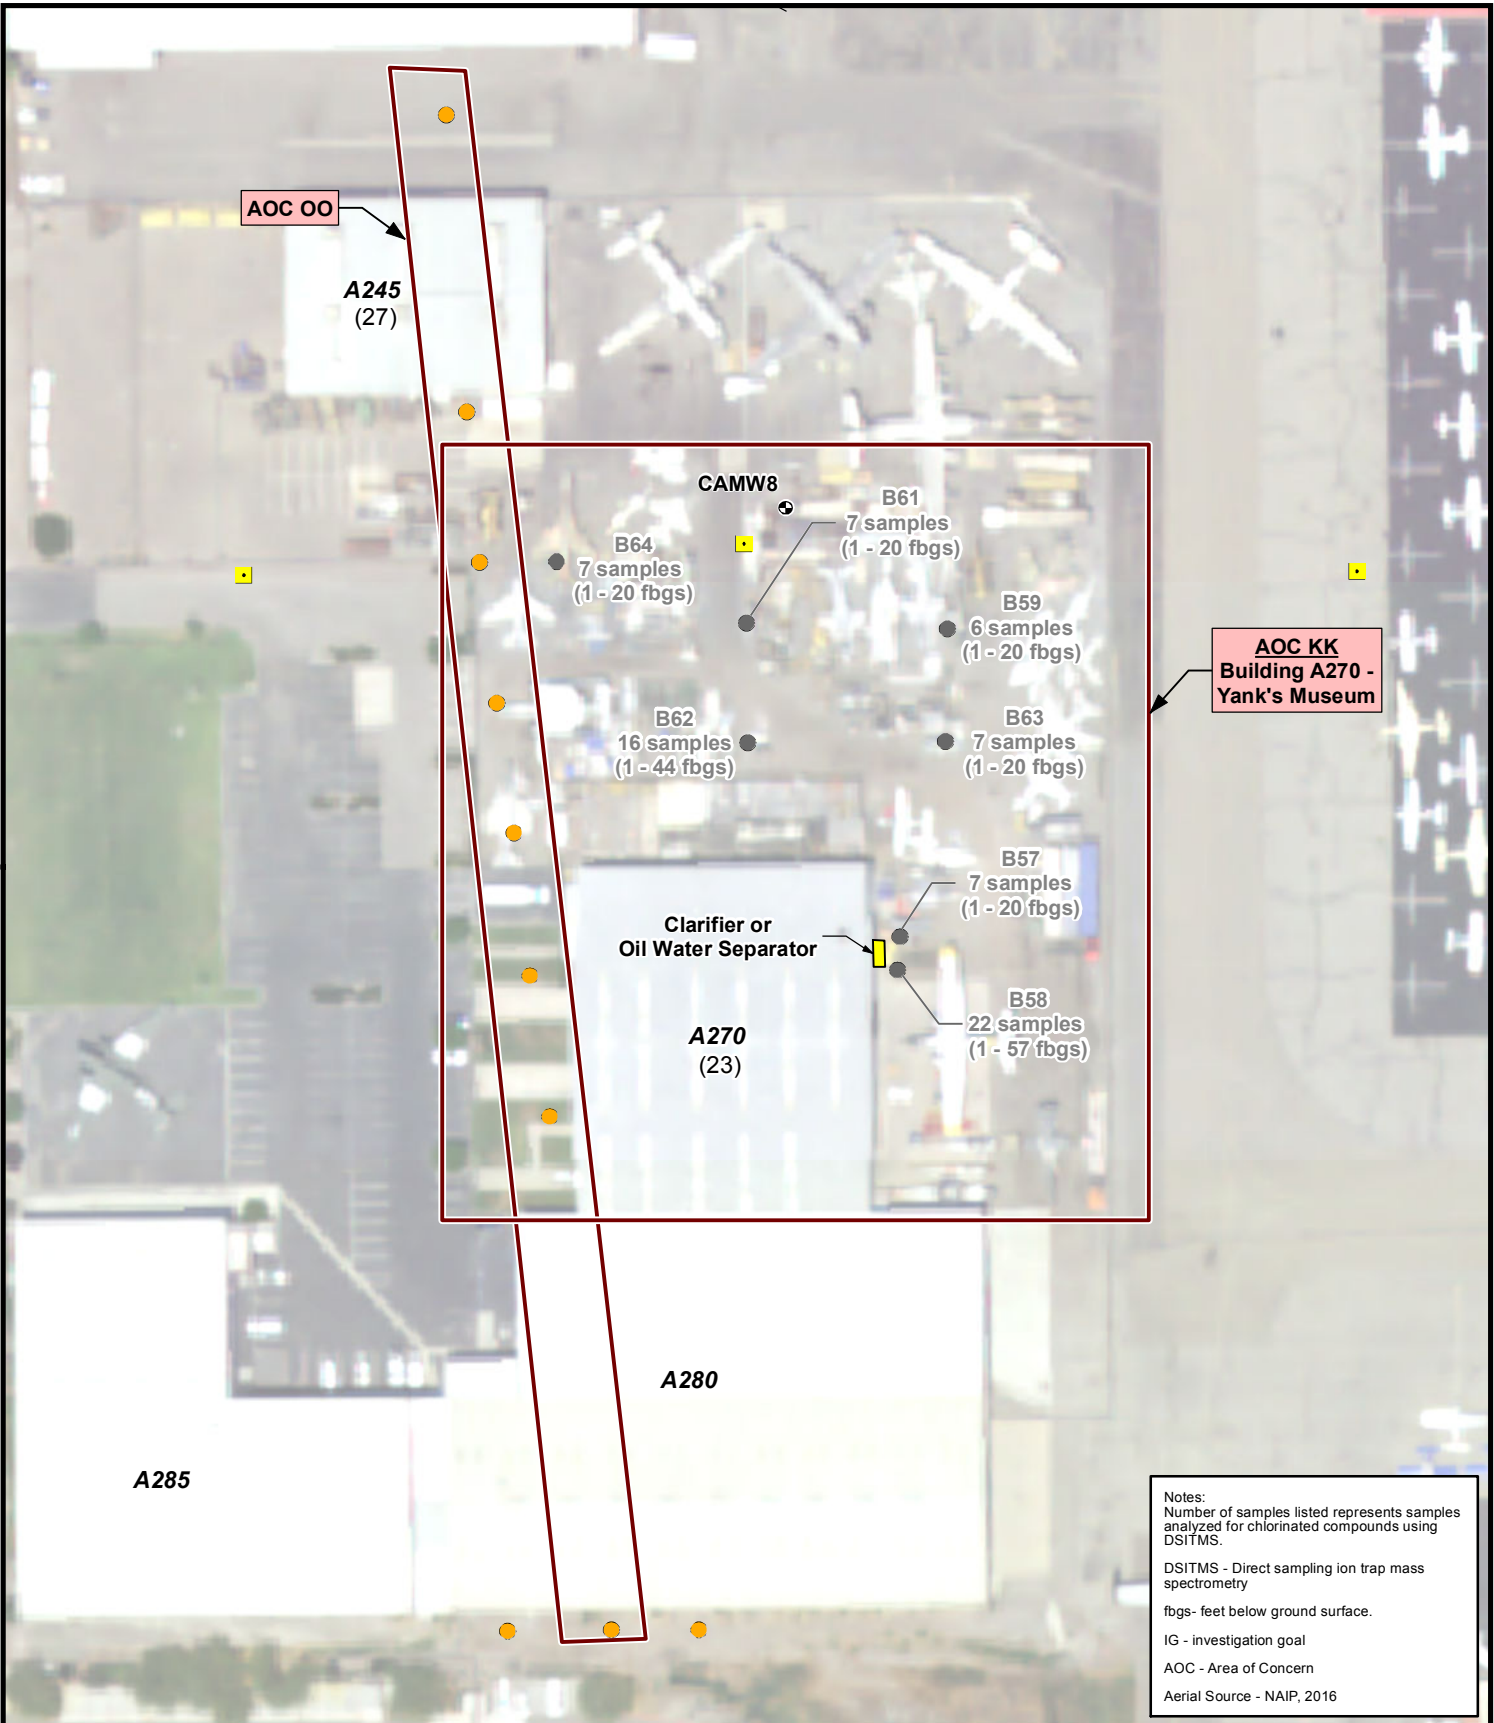 AOC OO
A245
(27)
CAMW8
B61
7 samples
(1 - 20 fbgs)
B64
7 samples
(1 - 20 fbgs)
B59
6 samples
(1 - 20 fbgs)
AOC KK
Building A270 -
Yank's Museum
B62
16 samples
(1 - 44 fbgs)
B63
7 samples
(1 - 20 fbgs)
B57
7 samples
(1 - 20 fbgs)
Clarifier or
Oil Water Separator
B58
22 samples
(1 - 57 fbgs)
A270
(23)
A280
A285
Notes:
Number of samples listed represents samples
analyzed for chlorinated compounds using
DSITMS.
DSITMS - Direct sampling ion trap mass
spectrometry
fbgs- feet below ground surface.
IG - investigation goal
AOC - Area of Concern
Aerial Source - NAIP, 2016